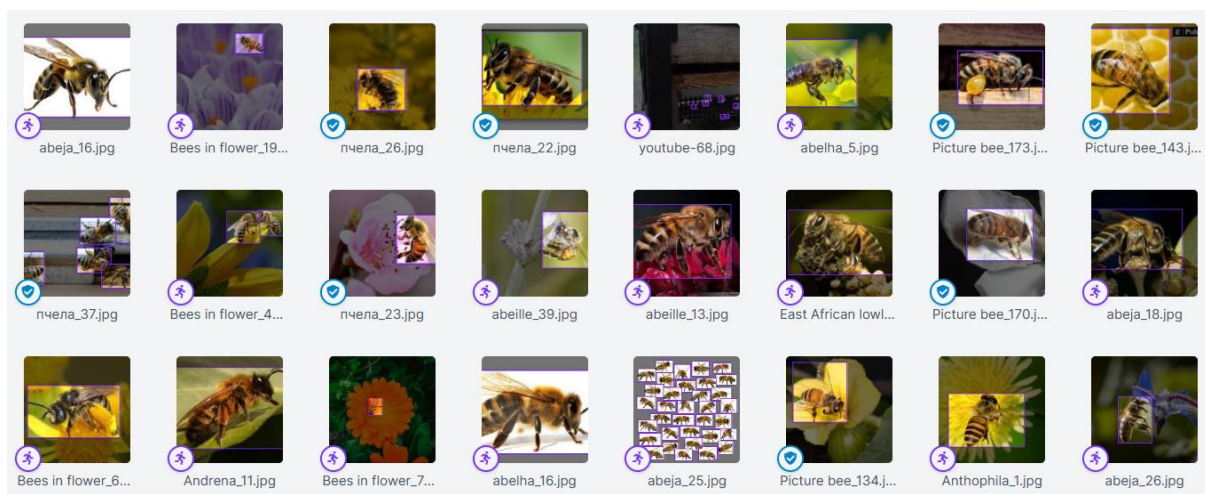 abeja_16.jpg
Bees in flower_19...
пчела_26.jpg
пчела_22.jpg
youtube-68.jpg
abelha_5.jpg
Picture bee_173.j...
Picture bee_143.j...
пчела_37.jpg
Bees in flower_4...
пчела_23.jpg
abeille_39.jpg
abeille_13.jpg
East African lowl...
Picture bee_170.j...
abeja_18.jpg
Bees in flower_6...
Andrena_11.jpg
Bees in flower_7...
abelha_16.jpg
abeja_25.jpg
Picture bee_134.j...
Anthophila_1.jpg
abeja_26.jpg